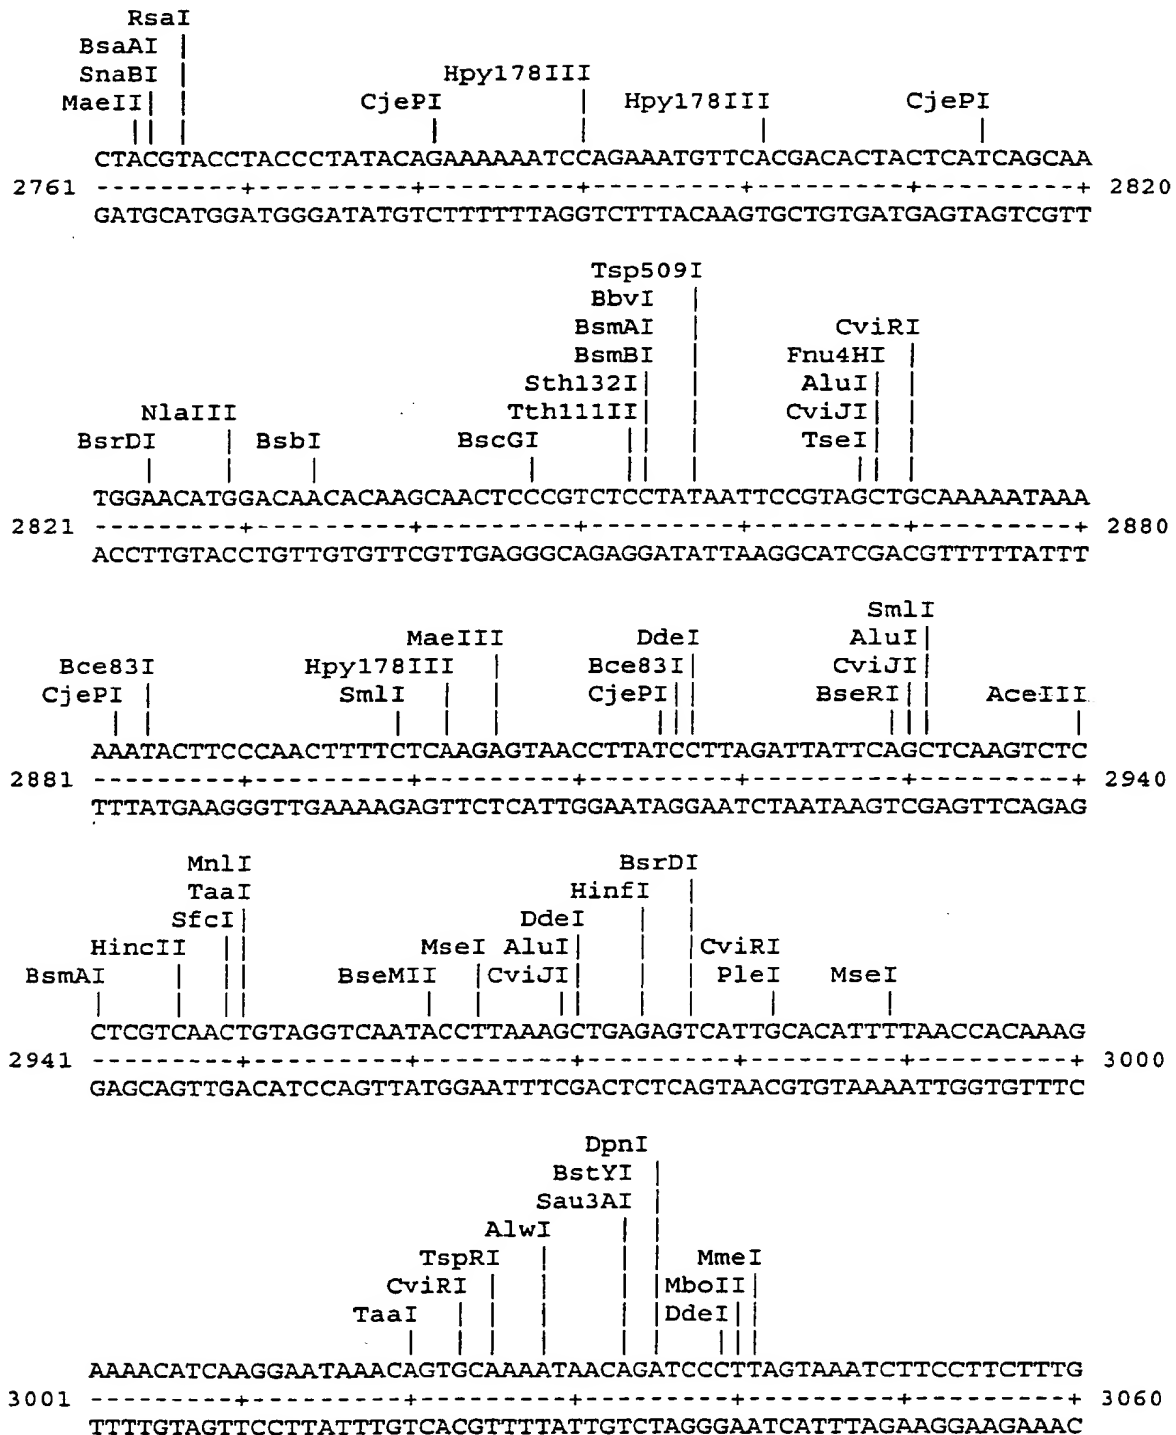 RsaI
BsaAI |
SnaBI |
Hpy178III
MaeII| |
CjePI | Hpy178III CjePI
|| | | | | |
CTACGTACCTACCCTATACAGAAAAAATCCAGAAATGTTCACGACACTACTCATCAGCAA
2761 ---------+---------+---------+---------+---------+---------+ 2820
GATGCATGGATGGGATATGTCTTTTTTAGGTCTTTACAAGTGCTGTGATGAGTAGTCGTT
Tsp509I
BbvI |
BsmAI | CviRI
BsmBI | Fnu4HI |
Sth132I| | AluI| |
NlaIII Tth111II| | CviJI| |
BsrDI | BsbI BscGI || | TseI| |
| | | | || | || |
TGGAACATGGACAACACAAGCAACTCCCGTCTCCTATAATTCCGTAGCTGCAAAAATAAA
2821 ---------+---------+---------+---------+---------+---------+ 2880
ACCTTGTACCTGTTGTGTTCGTTGAGGGCAGAGGATATTAAGGCATCGACGTTTTTATTT
SmlI
MaeIII DdeI AluI|
Bce83I Hpy178III | Bce83I| CviJI|
CjePI | SmlI | | CjePI|| BseRI|| AceIII
| | | | | ||| ||| |
AAATACTTCCCAACTTTTCTCAAGAGTAACCTTATCCTTAGATTATTCAGCTCAAGTCTC
2881 ---------+---------+---------+---------+---------+---------+ 2940
TTTATGAAGGGTTGAAAAGAGTTCTCATTGGAATAGGAATCTAATAAGTCGAGTTCAGAG
MnlI BsrDI
TaaI HinfI |
SfcI| DdeI | |
HincII || MseI AluI| | | CviRI
BsmAI | || BseMII | CviJI| | | PleI MseI
| | || | | || | | | |
CTCGTCAACTGTAGGTCAATACCTTAAAGCTGAGAGTCATTGCACATTTTAACCACAAAG
2941 ---------+---------+---------+---------+---------+---------+ 3000
GAGCAGTTGACATCCAGTTATGGAATTTCGACTCTCAGTAACGTGTAAAATTGGTGTTTC
DpnI
BstYI |
Sau3AI |
AlwI | |
TspRI | | | MmeI
CviRI | | | | MboII|
TaaI | | | | | DdeI||
| | | | | | |||
AAAACATCAAGGAATAAACAGTGCAAAATAACAGATCCCTTAGTAAATCTTCCTTCTTTG
3001 ---------+---------+---------+---------+---------+---------+ 3060
TTTTGTAGTTCCTTATTTGTCACGTTTTATTGTCTAGGGAATCATTTAGAAGGAAGAAAC